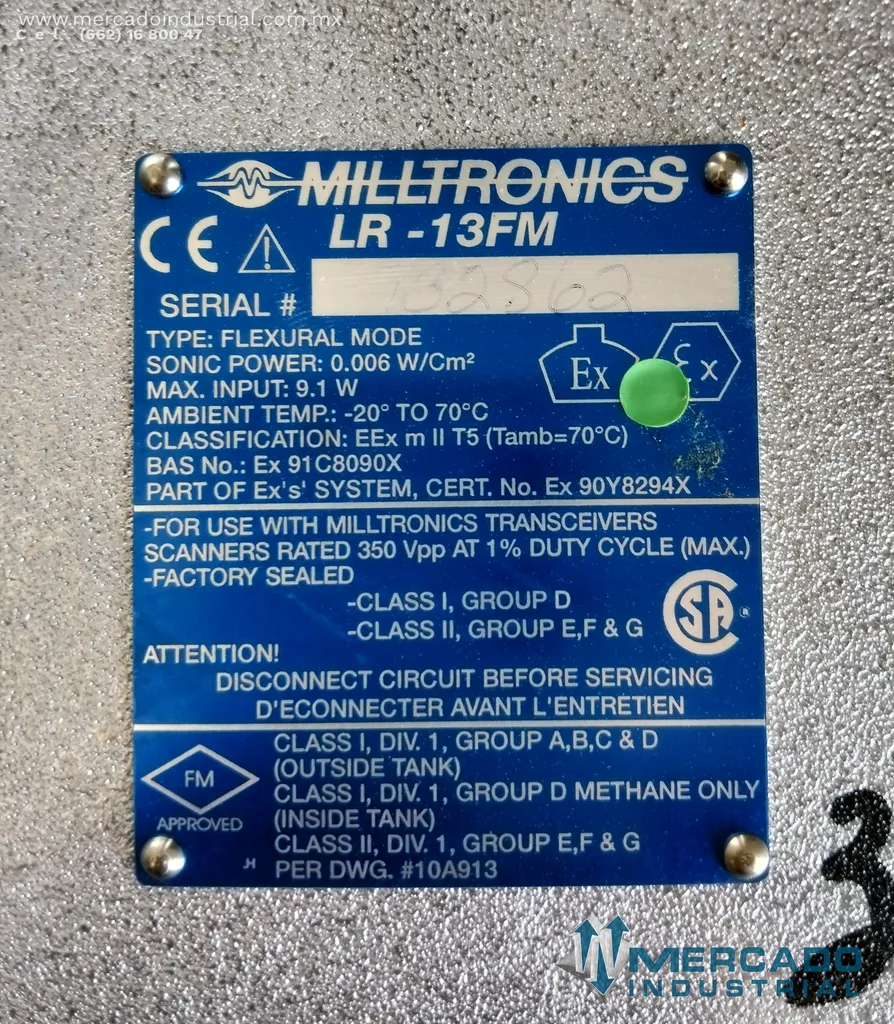 www.mercadoindustrial.com.mx
Cel. (662) 16 800 47
MILLTRONICS
LR -13FM
CE
SERIAL # 132862
TYPE: FLEXURAL MODE
SONIC POWER: 0.006 W/Cm²
MAX. INPUT: 9.1 W
AMBIENT TEMP.: -20° TO 70°C
Ex
εx
CLASSIFICATION: EEx m II T5 (Tamb=70°C)
BAS No.: Ex 91C8090X
PART OF Ex's' SYSTEM, CERT. No. Ex 90Y8294X
-FOR USE WITH MILLTRONICS TRANSCEIVERS
SCANNERS RATED 350 Vpp AT 1% DUTY CYCLE (MAX.)
-FACTORY SEALED
-CLASS I, GROUP D
-CLASS II, GROUP E,F & G
CSA ®
ATTENTION!
DISCONNECT CIRCUIT BEFORE SERVICING
D'ECONNECTER AVANT L'ENTRETIEN
FM
APPROVED
CLASS I, DIV. 1, GROUP A,B,C & D
(OUTSIDE TANK)
CLASS I, DIV. 1, GROUP D METHANE ONLY
(INSIDE TANK)
CLASS II, DIV. 1, GROUP E,F & G
PER DWG. #10A913
3
MERCADO
INDUSTRIAL